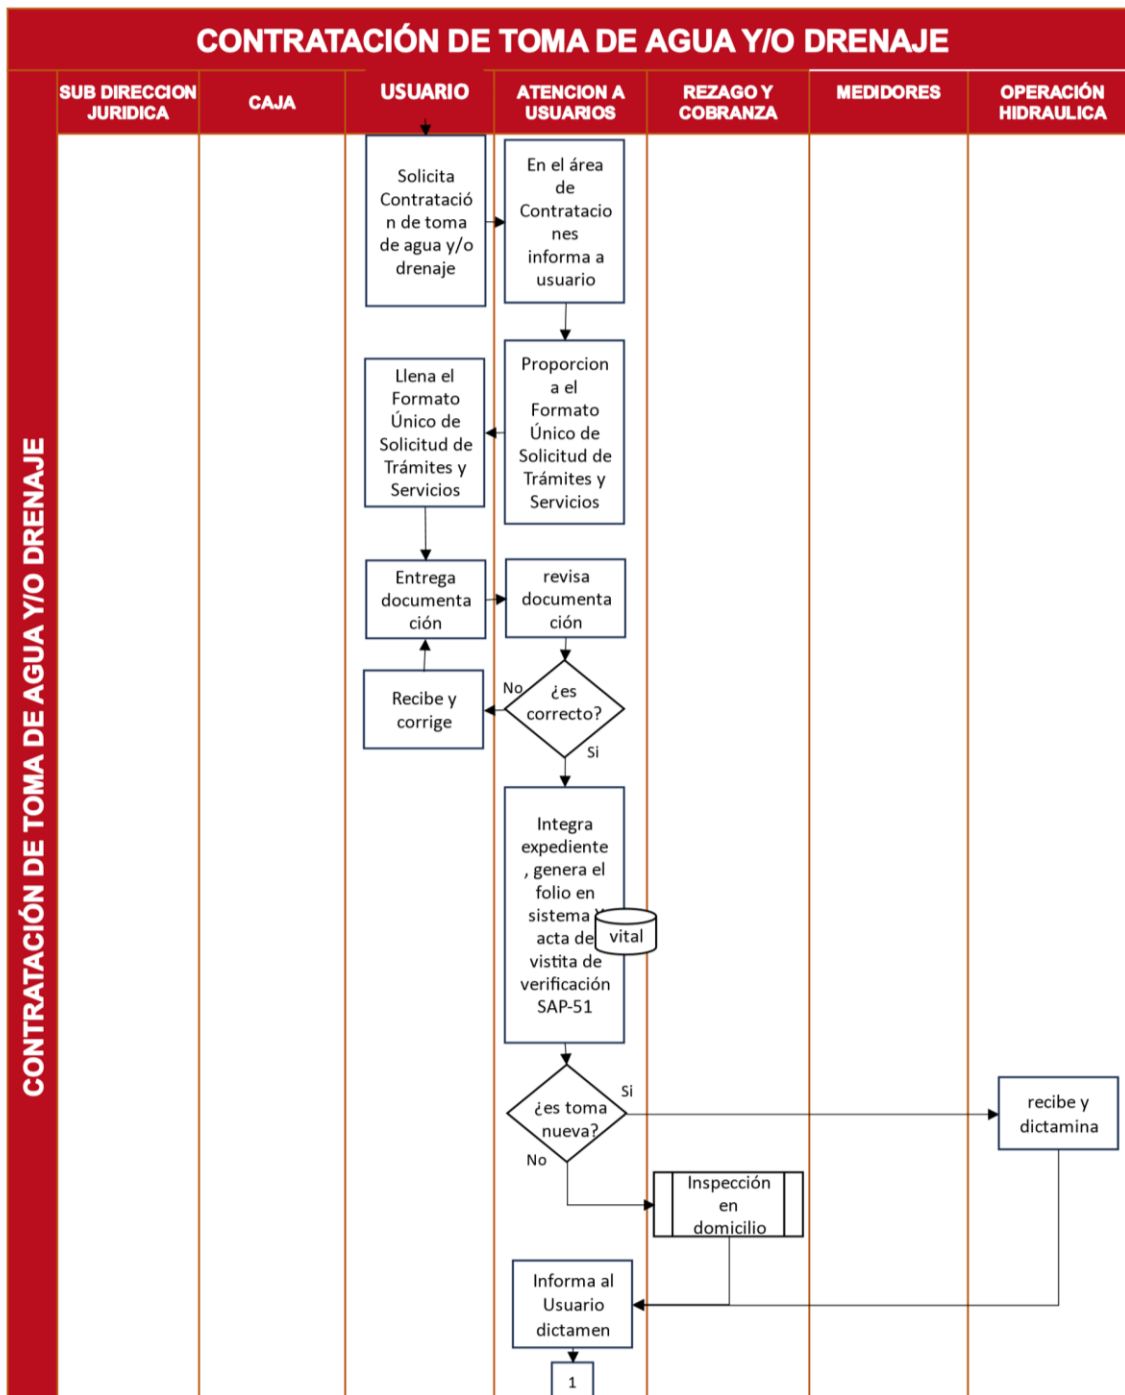 CONTRATACIÓN DE TOMA DE AGUA Y/O DRENAJE
SUB DIRECCION
JURIDICA
CAJA
USUARIO
ATENCION A
USUARIOS
REZAGO Y
COBRANZA
MEDIDORES
OPERACIÓN
HIDRAULICA
CONTRATACIÓN DE TOMA DE AGUA Y/O DRENAJE
Solicita
Contratació
n de toma
de agua y/o
drenaje
En el área
de
Contratacio
nes
informa a
usuario
Llena el
Formato
Único de
Solicitud de
Trámites y
Servicios
Proporcion
a el
Formato
Único de
Solicitud de
Trámites y
Servicios
Entrega
documenta
ción
revisa
documenta
ción
Recibe y
corrige
No
¿es
correcto?
Si
Integra
expediente
, genera el
folio en
sistema Y
acta de
vistita de
verificación
SAP-51
vital
¿es toma
nueva?
Si
No
recibe y
dictamina
Inspección
en
domicilio
Informa al
Usuario
dictamen
1